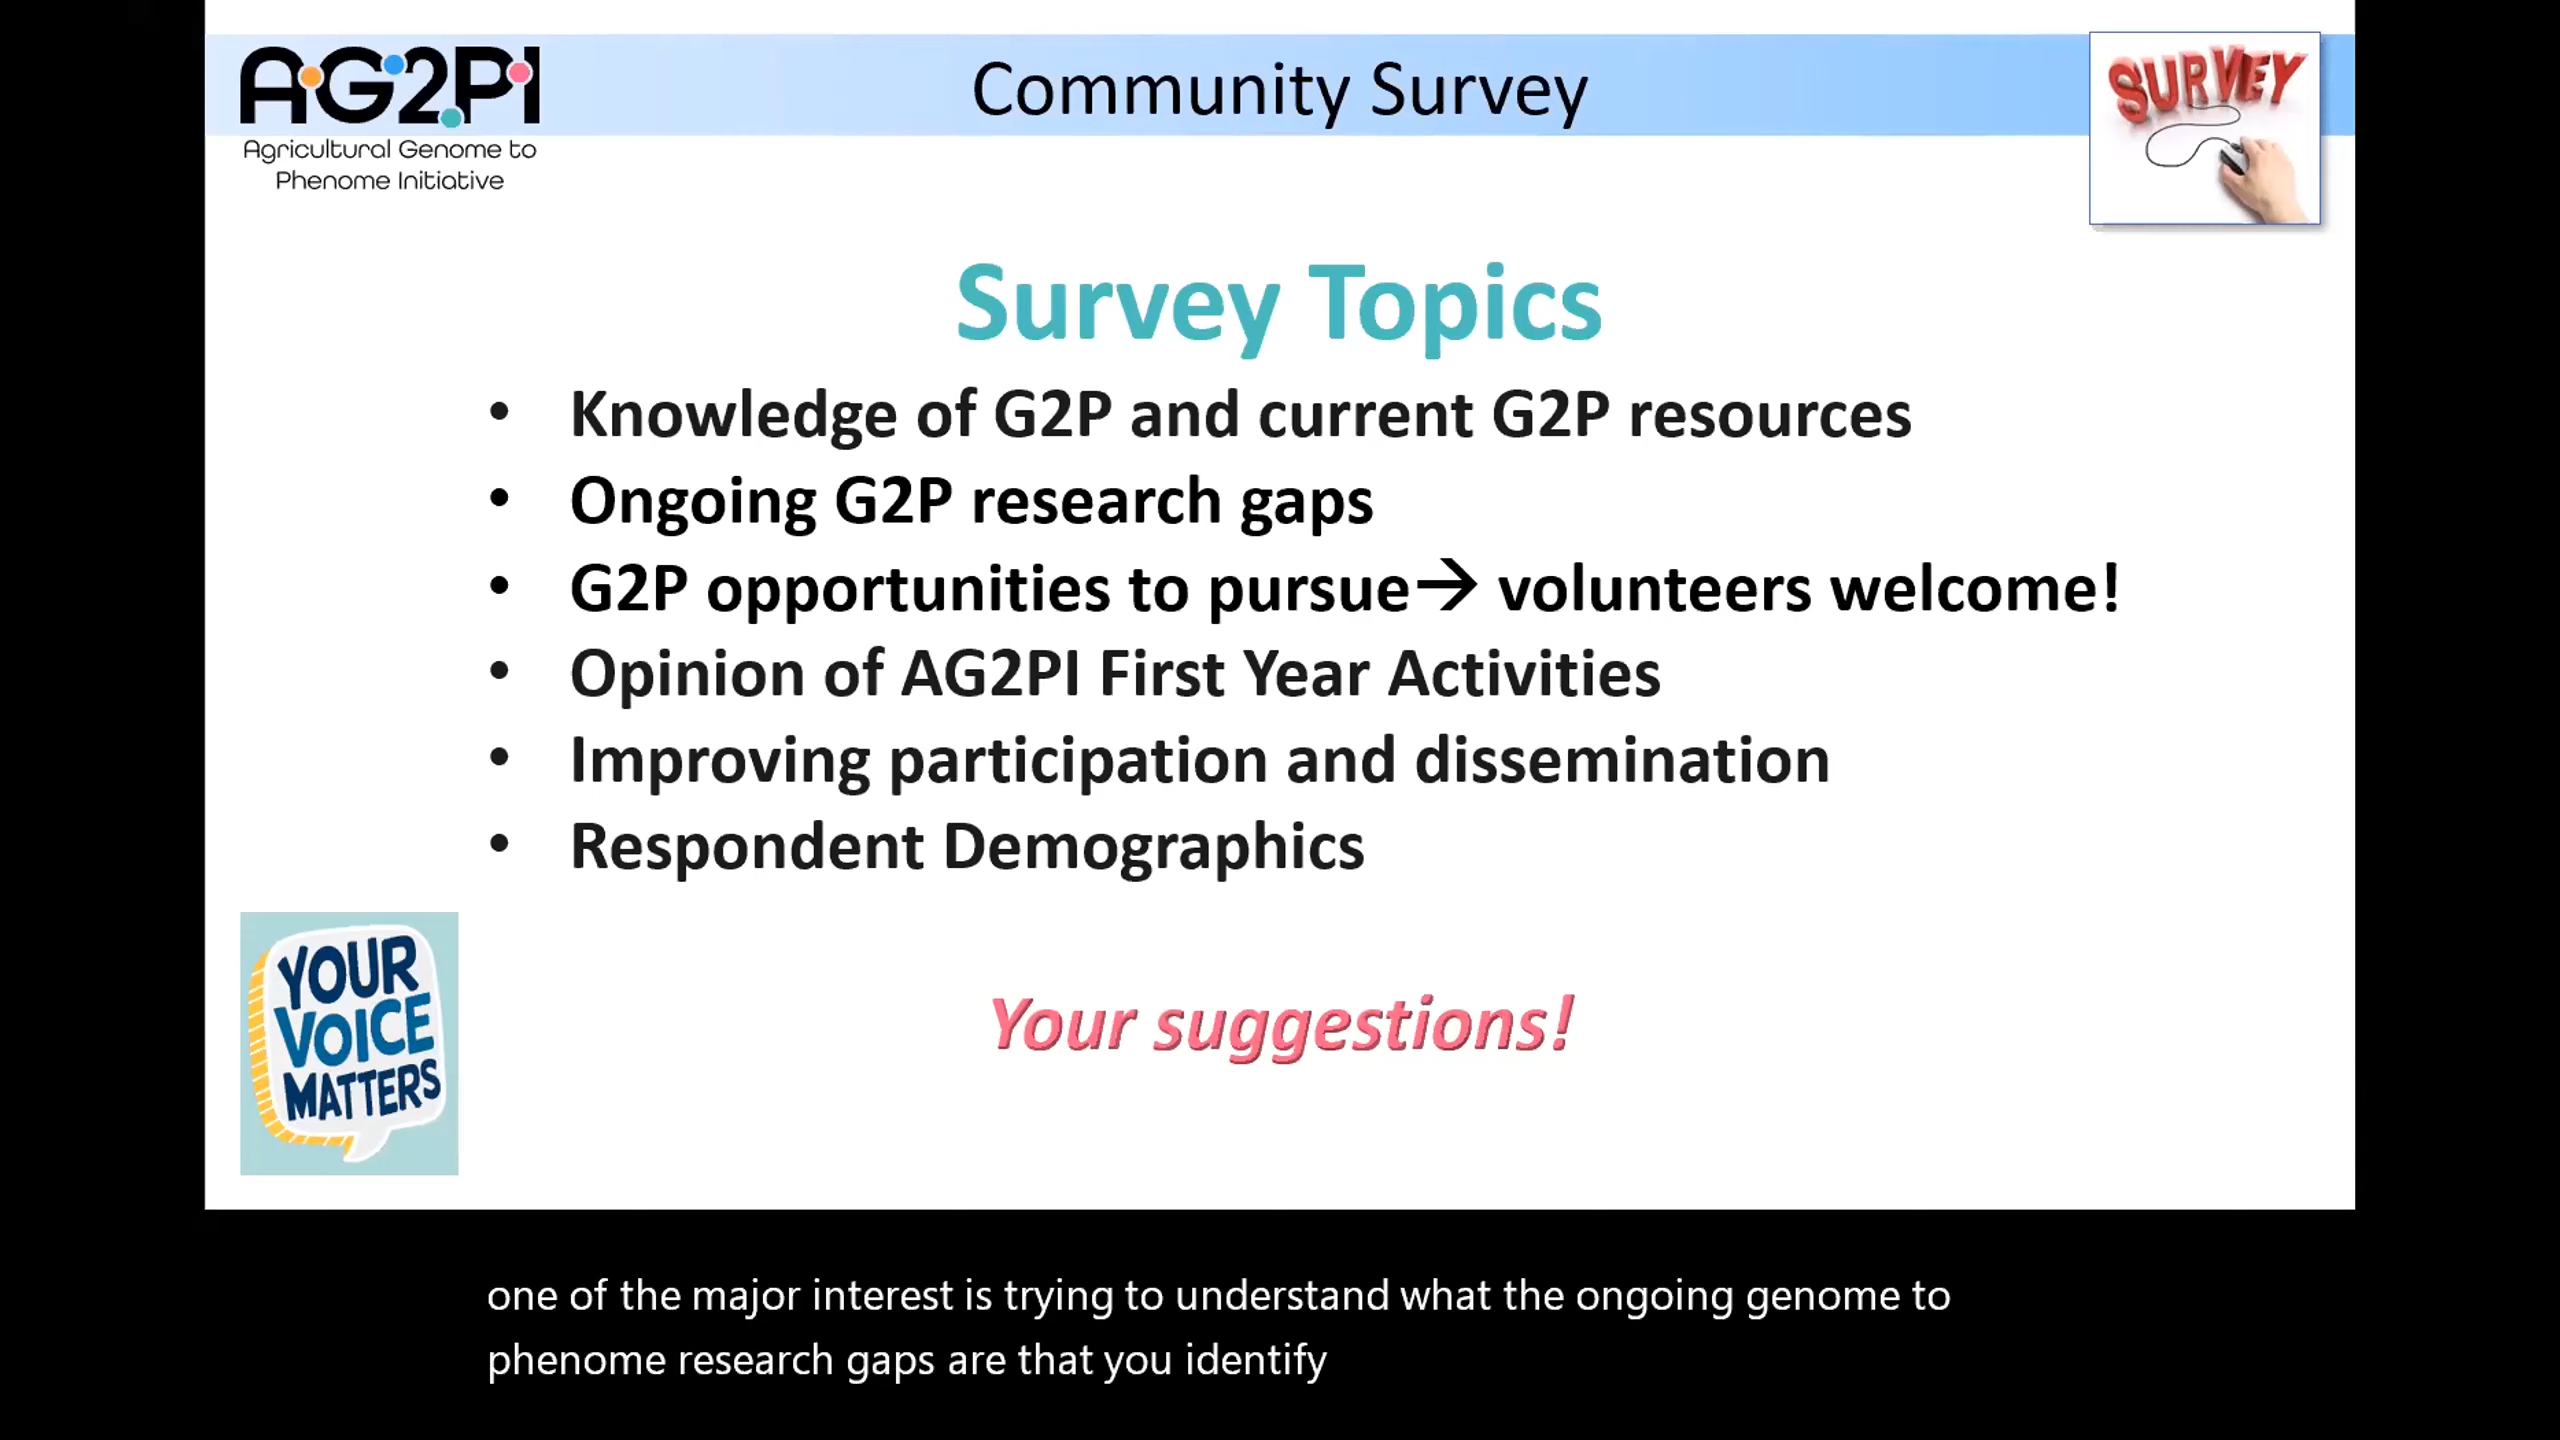 AG2PI
Agricultural Genome to
Phenome Initiative
Community Survey
SURVEY
Survey Topics
• Knowledge of G2P and current G2P resources
• Ongoing G2P research gaps
• G2P opportunities to pursue→ volunteers welcome!
• Opinion of AG2PI First Year Activities
• Improving participation and dissemination
• Respondent Demographics
YOUR
VOICE
MATTERS
Your suggestions!
one of the major interest is trying to understand what the ongoing genome to
phenome research gaps are that you identify